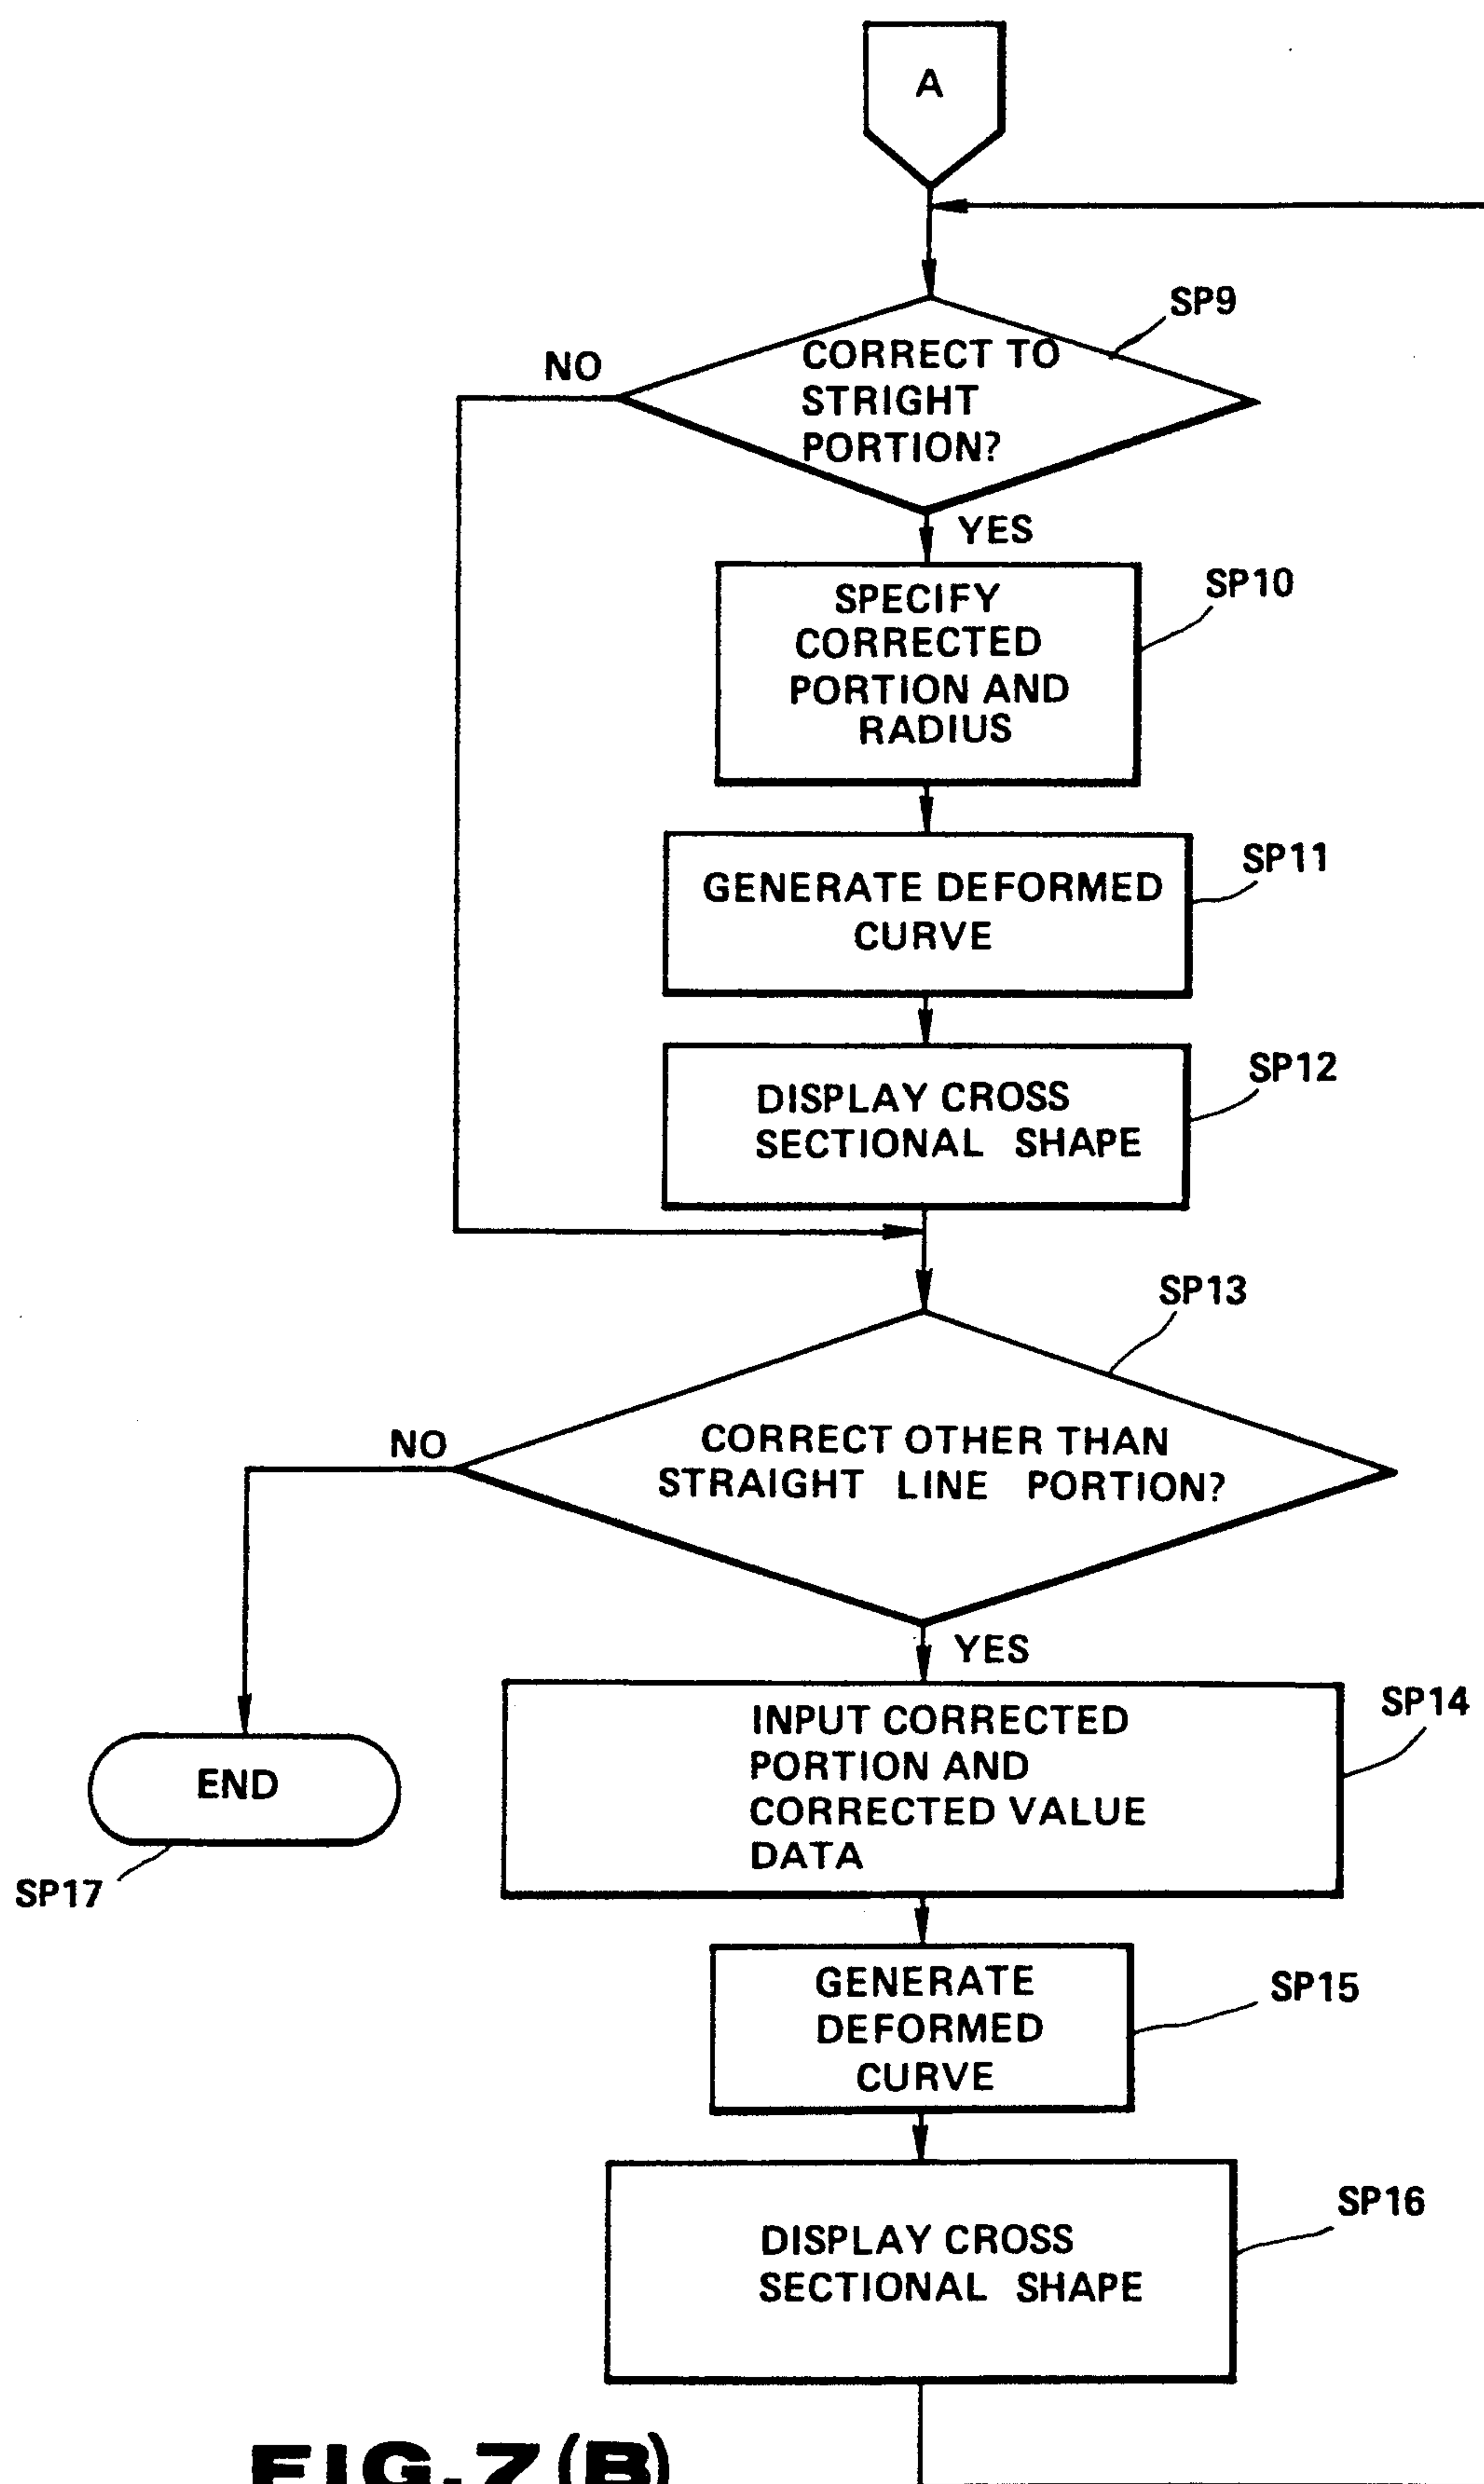 A
SP9
NO
CORRECT TO
STRIGHT
PORTION?
YES
SP10
SPECIFY
CORRECTED
PORTION AND
RADIUS
SP11
GENERATE DEFORMED
CURVE
SP12
DISPLAY CROSS
SECTIONAL SHAPE
SP13
NO
CORRECT OTHER THAN
STRAIGHT LINE PORTION?
YES
SP14
INPUT CORRECTED
PORTION AND
CORRECTED VALUE
DATA
END
SP17
SP15
GENERATE
DEFORMED
CURVE
SP16
DISPLAY CROSS
SECTIONAL SHAPE
FIG.7(B)